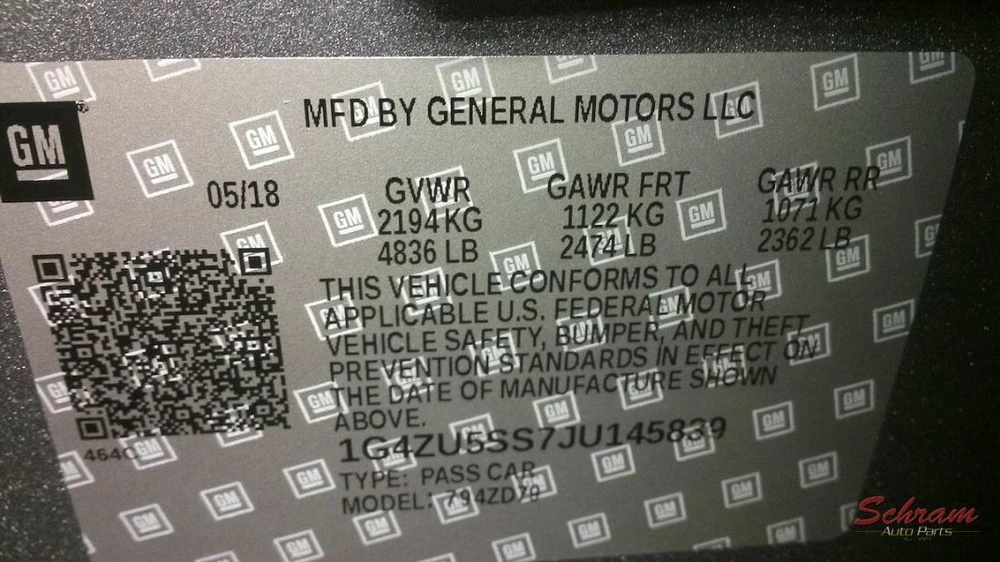 MFD BY GENERAL MOTORS LLC
GM
05/18
GVWR GAWR FRT GAWR RR
2194 KG 1122 KG 1071 KG
4836 LB 2474 LB 2362 LB
THIS VEHICLE CONFORMS TO ALL
APPLICABLE U.S. FEDERAL MOTOR
VEHICLE SAFETY, BUMPER, AND THEFT
PREVENTION STANDARDS IN EFFECT ON
THE DATE OF MANUFACTURE SHOWN
ABOVE.
464C
1G4ZU5SS7JU145839
TYPE: PASS CAR
MODEL: 794ZD79
Schram
Auto Parts